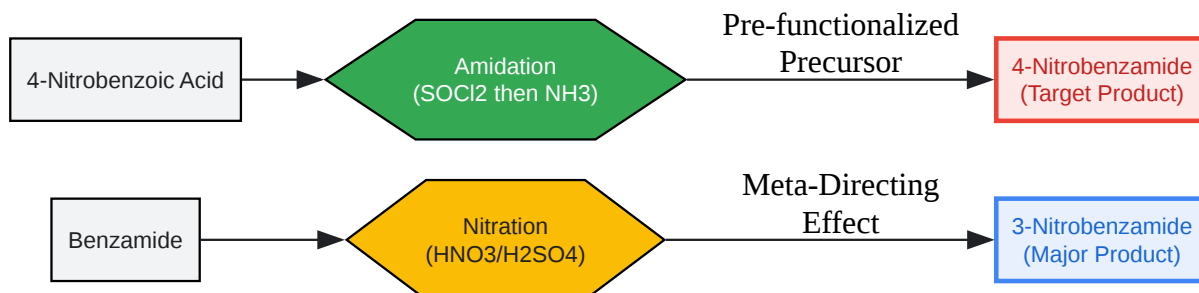 4-Nitrobenzoic Acid
Amidation
(SOCl2 then NH3)
Pre-functionalized
Precursor
4-Nitrobenzamide
(Target Product)
Benzamide
Nitration
(HNO3/H2SO4)
Meta-Directing
Effect
3-Nitrobenzamide
(Major Product)